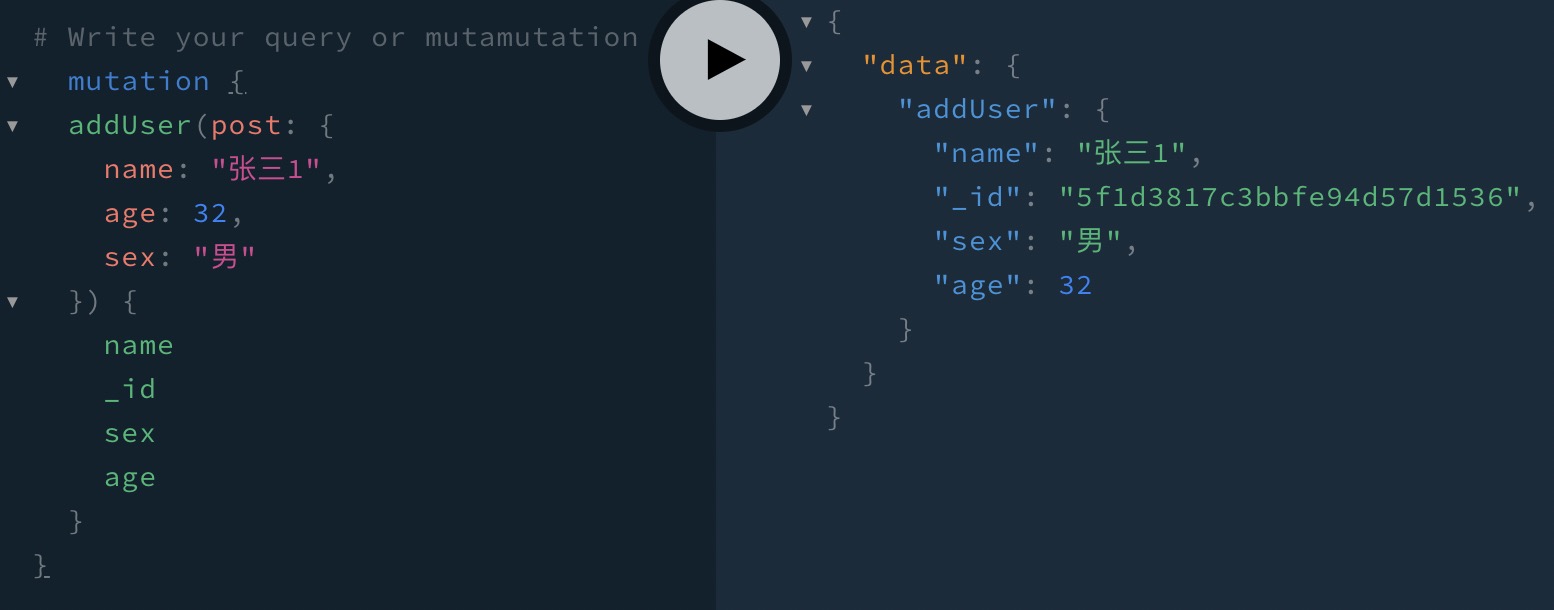 # Write your query or mutamutation
mutation {
addUser(post: {
name: "张三1",
age: 32,
sex: "男"
}) {
name
_id
sex
age
}
}
{
"data": {
"addUser": {
"name": "张三1",
"_id": "5f1d3817c3bbfe94d57d1536",
"sex": "男",
"age": 32
}
}
}